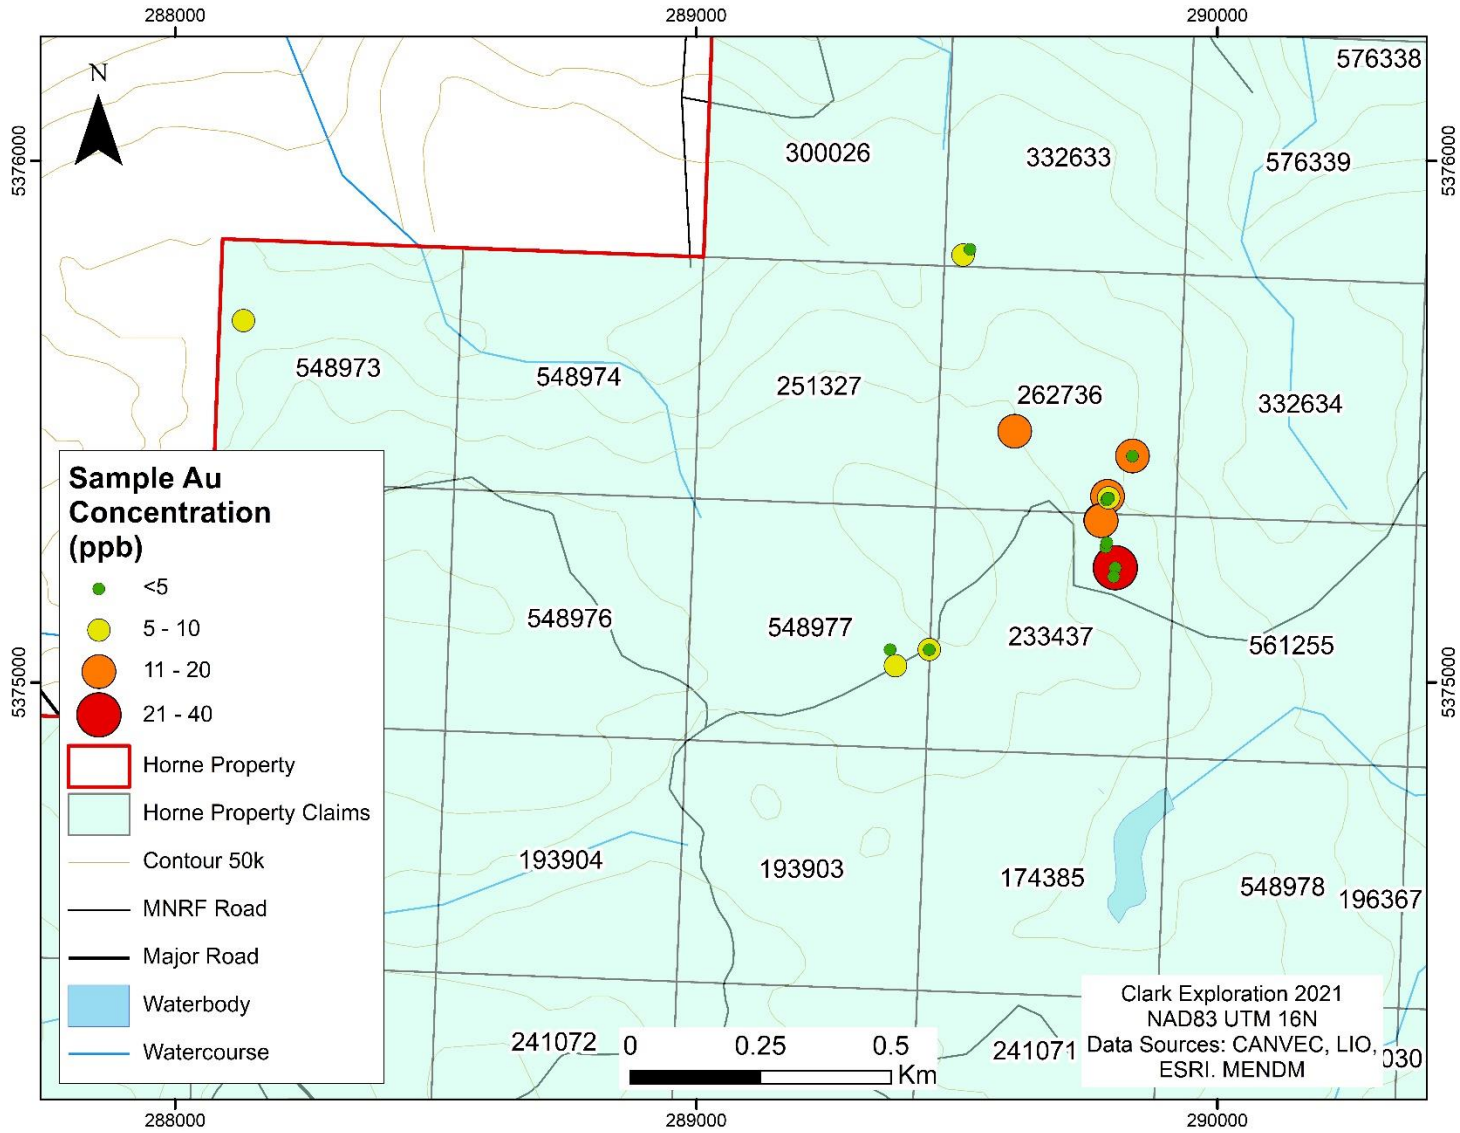 288000
289000
290000
576338
N
5376000
5376000
300026
332633
576339
548973
548974
251327
262736
332634
Sample Au
Concentration
(ppb)
<5
5 - 10
11 - 20
21 - 40
Horne Property
Horne Property Claims
Contour 50k
MNRF Road
Major Road
Waterbody
Watercourse
548976
548977
233437
561255
5375000
5375000
193904
193903
174385
548978
196367
241072
241071
030
0
0.25
0.5
Km
Clark Exploration 2021
NAD83 UTM 16N
Data Sources: CANVEC, LIO,
ESRI. MENDM
288000
289000
290000